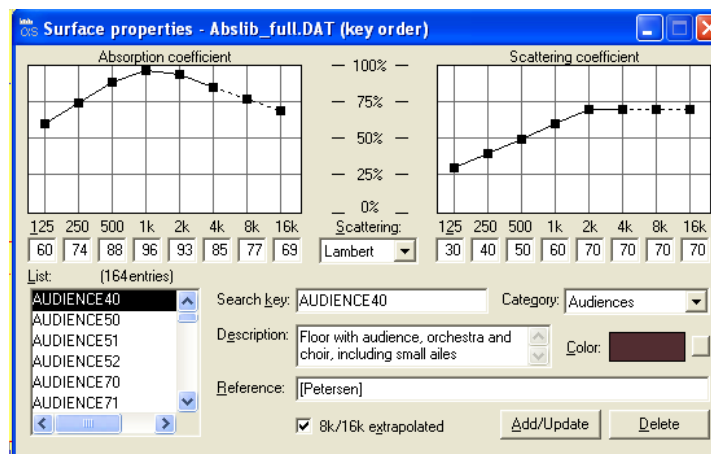 Surface properties - Abslib_full.DAT (key order)
Absorption coefficient
Scattering coefficient
100%
75%
50%
25%
0%
125 250 500 1k 2k 4k 8k 16k
Scattering:
125 250 500 1k 2k 4k 8k 16k
60 74 88 96 93 85 77 69
Lambert
30 40 50 60 70 70 70 70
List: (164 entries)
AUDIENCE40
AUDIENCE50
AUDIENCE51
AUDIENCE52
AUDIENCE70
AUDIENCE71
Search key: AUDIENCE40
Category: Audiences
Description: Floor with audience, orchestra and
choir, including small ailes
Color:
Reference: [Petersen]
8k/16k extrapolated
Add/Update
Delete